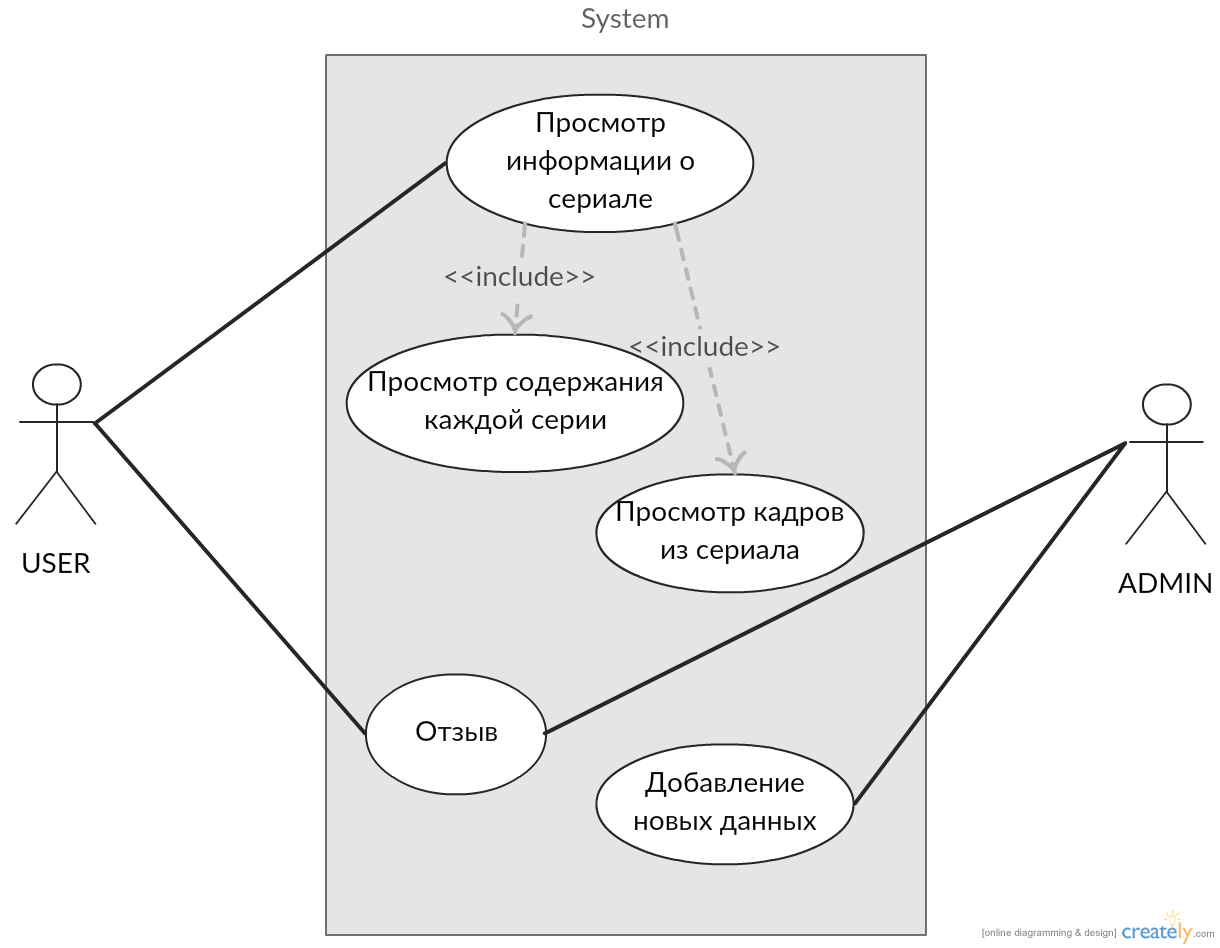 System
Просмотр
информации о
сериале
<<include>>
<<include>>
Просмотр содержания
каждой серии
Просмотр кадров
из сериала
USER
ADMIN
Отзыв
Добавление
новых данных
[online diagramming & design] creately.com